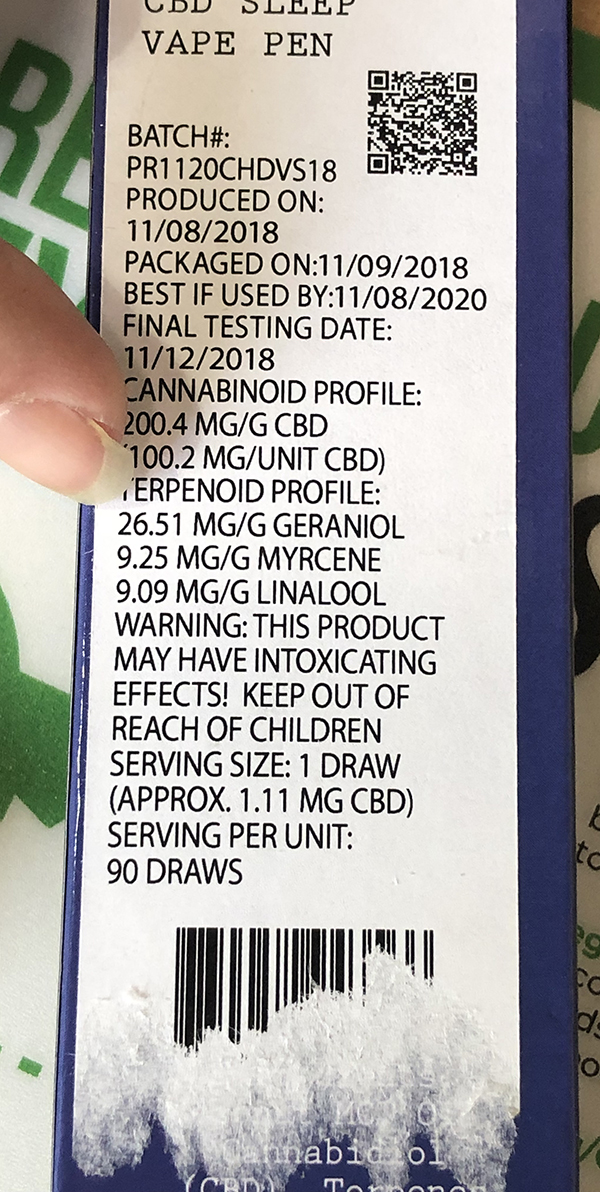 CBD SLEEP
VAPE PEN
BATCH#:
PR1120CHDVS18
PRODUCED ON:
11/08/2018
PACKAGED ON:11/09/2018
BEST IF USED BY:11/08/2020
FINAL TESTING DATE:
11/12/2018
CANNABINOID PROFILE:
200.4 MG/G CBD
(100.2 MG/UNIT CBD)
TERPENOID PROFILE:
26.51 MG/G GERANIOL
9.25 MG/G MYRCENE
9.09 MG/G LINALOOL
WARNING: THIS PRODUCT
MAY HAVE INTOXICATING
EFFECTS! KEEP OUT OF
REACH OF CHILDREN
SERVING SIZE: 1 DRAW
(APPROX. 1.11 MG CBD)
SERVING PER UNIT:
90 DRAWS
Cannabidiol
(CBD), Terpenes